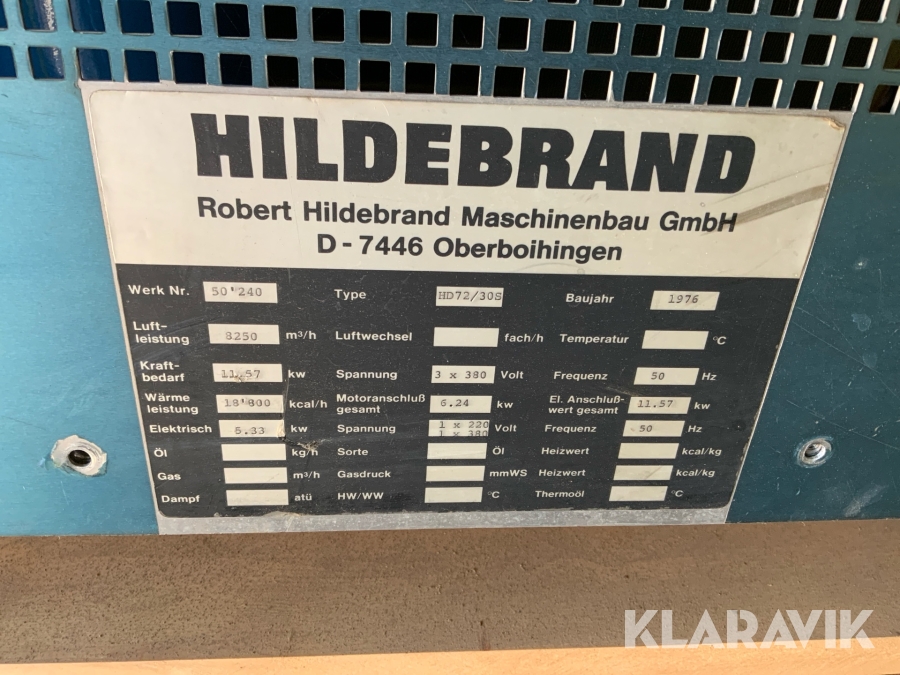 HILDEBRAND
Robert Hildebrand Maschinenbau GmbH
D - 7446 Oberboihingen
Werk Nr. 50'240 Type HD72/30S Baujahr 1976
Luft-
leistung 8250 m³/h Luftwechsel fach/h Temperatur °C
Kraft-
bedarf 11,57 kw Spannung 3 x 380 Volt Frequenz 50 Hz
Wärme
leistung 18'800 kcal/h Motoranschluß
gesamt 6.24 kw El. Anschluß-
wert gesamt 11.57 kw
Elektrisch 5.33 kw Spannung 1 x 220
1 x 380 Volt Frequenz 50 Hz
Öl kg/h Sorte Öl Heizwert kcal/kg
Gas m³/h Gasdruck mmWS Heizwert kcal/kg
Dampf atü HW/WW °C Thermoöl °C
KLARAVIK